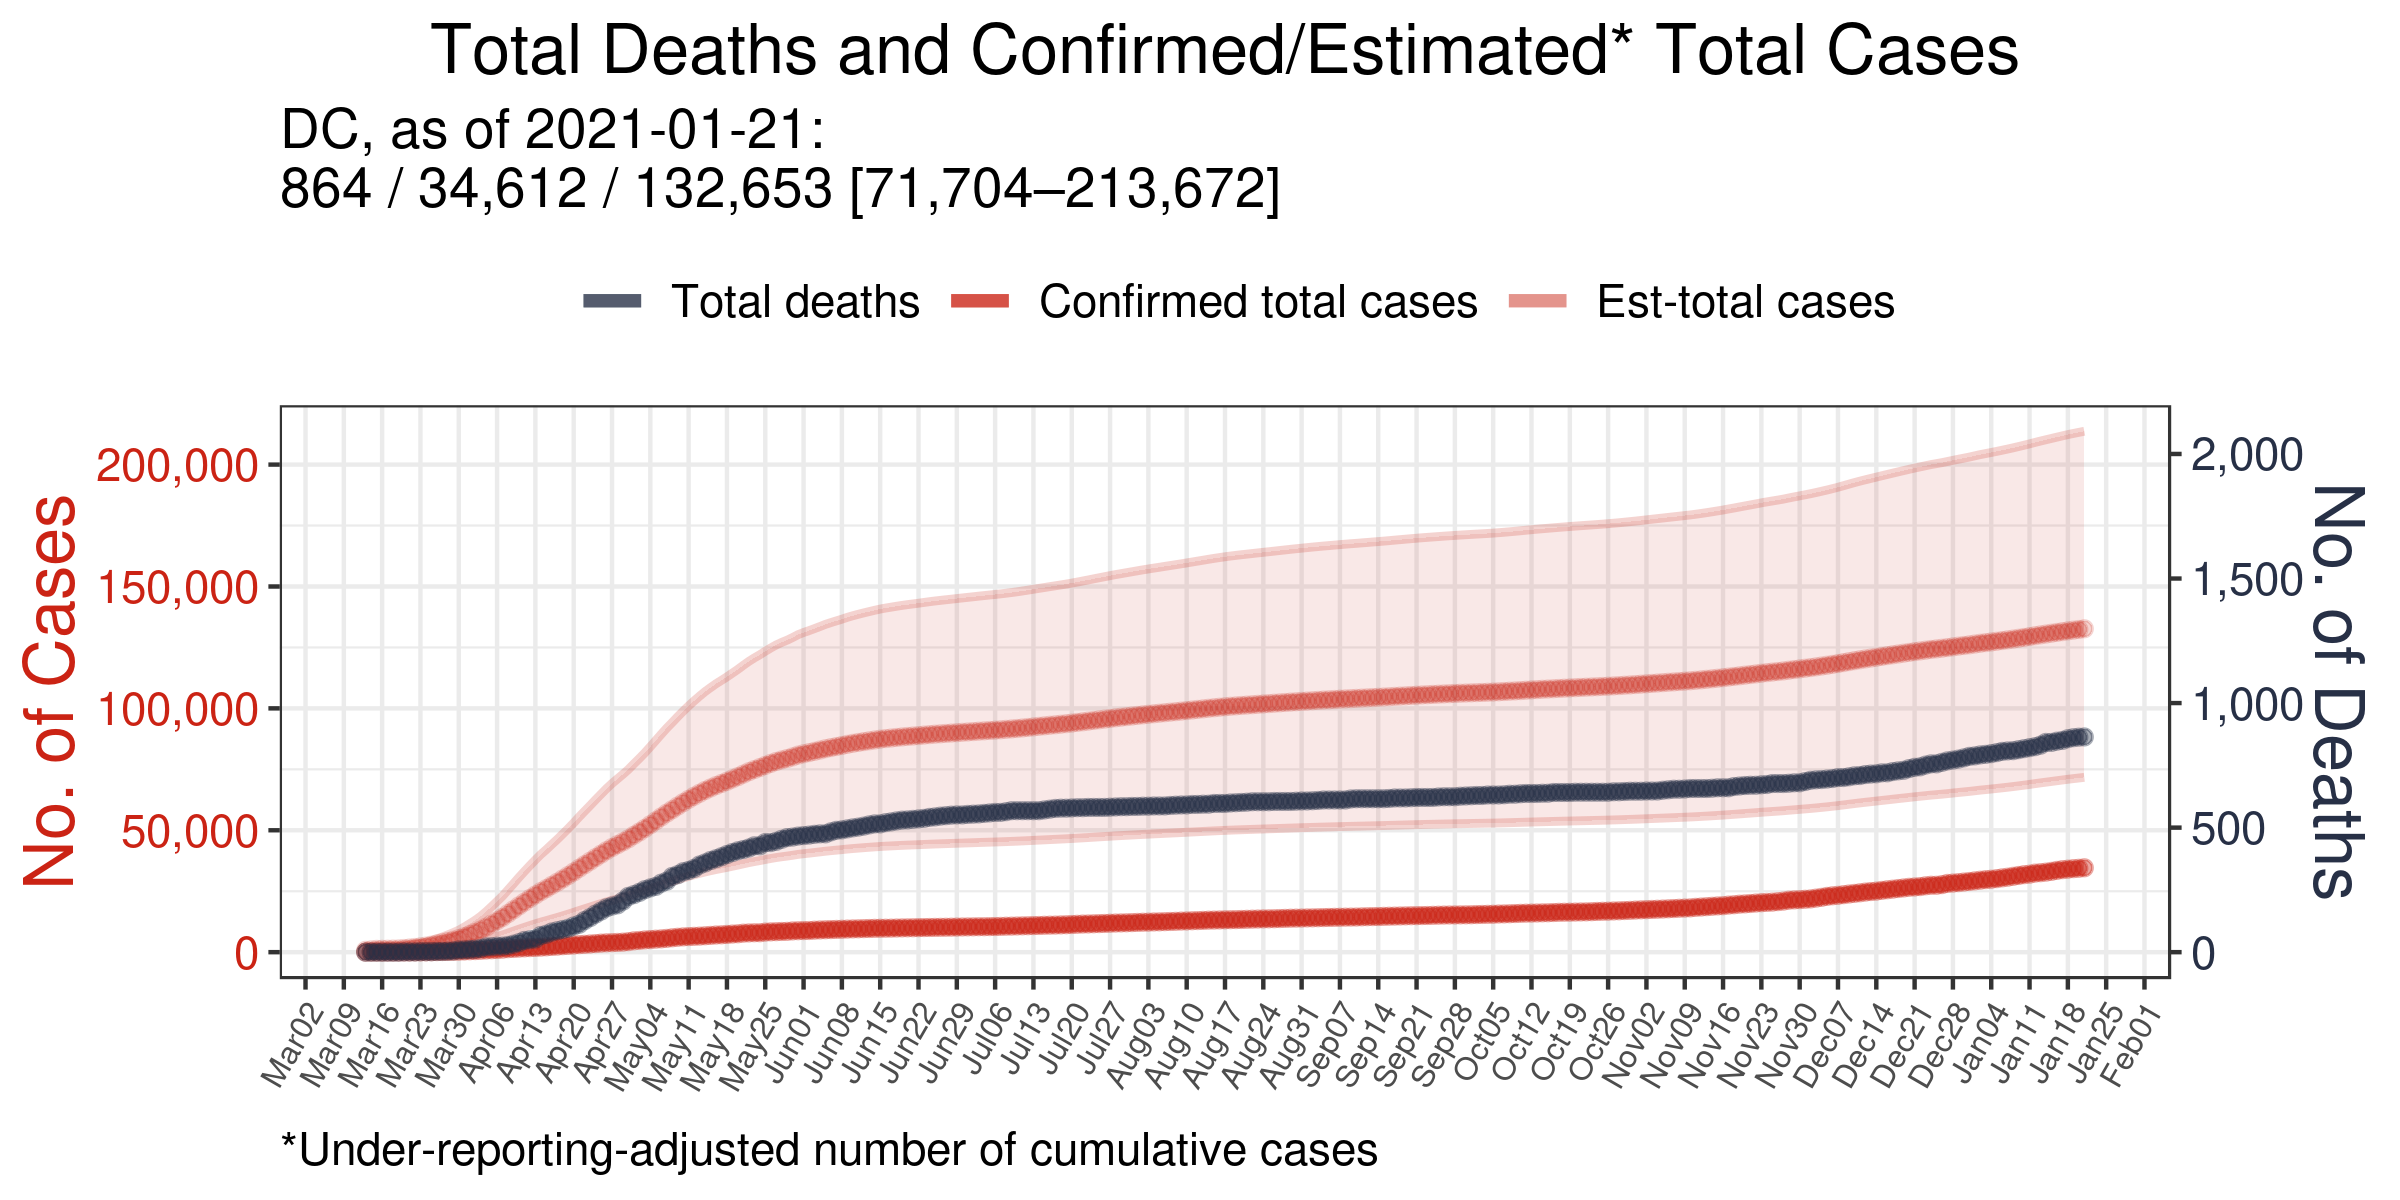 Total Deaths and Confirmed/Estimated* Total Cases
DC, as of 2021-01-21:
864 / 34,612 / 132,653 [71,704–213,672]
Total deaths
Confirmed total cases
Est-total cases
No. of Cases
200,000
150,000
100,000
50,000
0
2,000
1,500
1,000
500
0
No. of Deaths
Mar02
Mar09
Mar16
Mar23
Mar30
Apr06
Apr13
Apr20
Apr27
May04
May11
May18
May25
Jun01
Jun08
Jun15
Jun22
Jun29
Jul06
Jul13
Jul20
Jul27
Aug03
Aug10
Aug17
Aug24
Aug31
Sep07
Sep14
Sep21
Sep28
Oct05
Oct12
Oct19
Oct26
Nov02
Nov09
Nov16
Nov23
Nov30
Dec07
Dec14
Dec21
Dec28
Jan04
Jan11
Jan18
Jan25
Feb01
*Under-reporting-adjusted number of cumulative cases